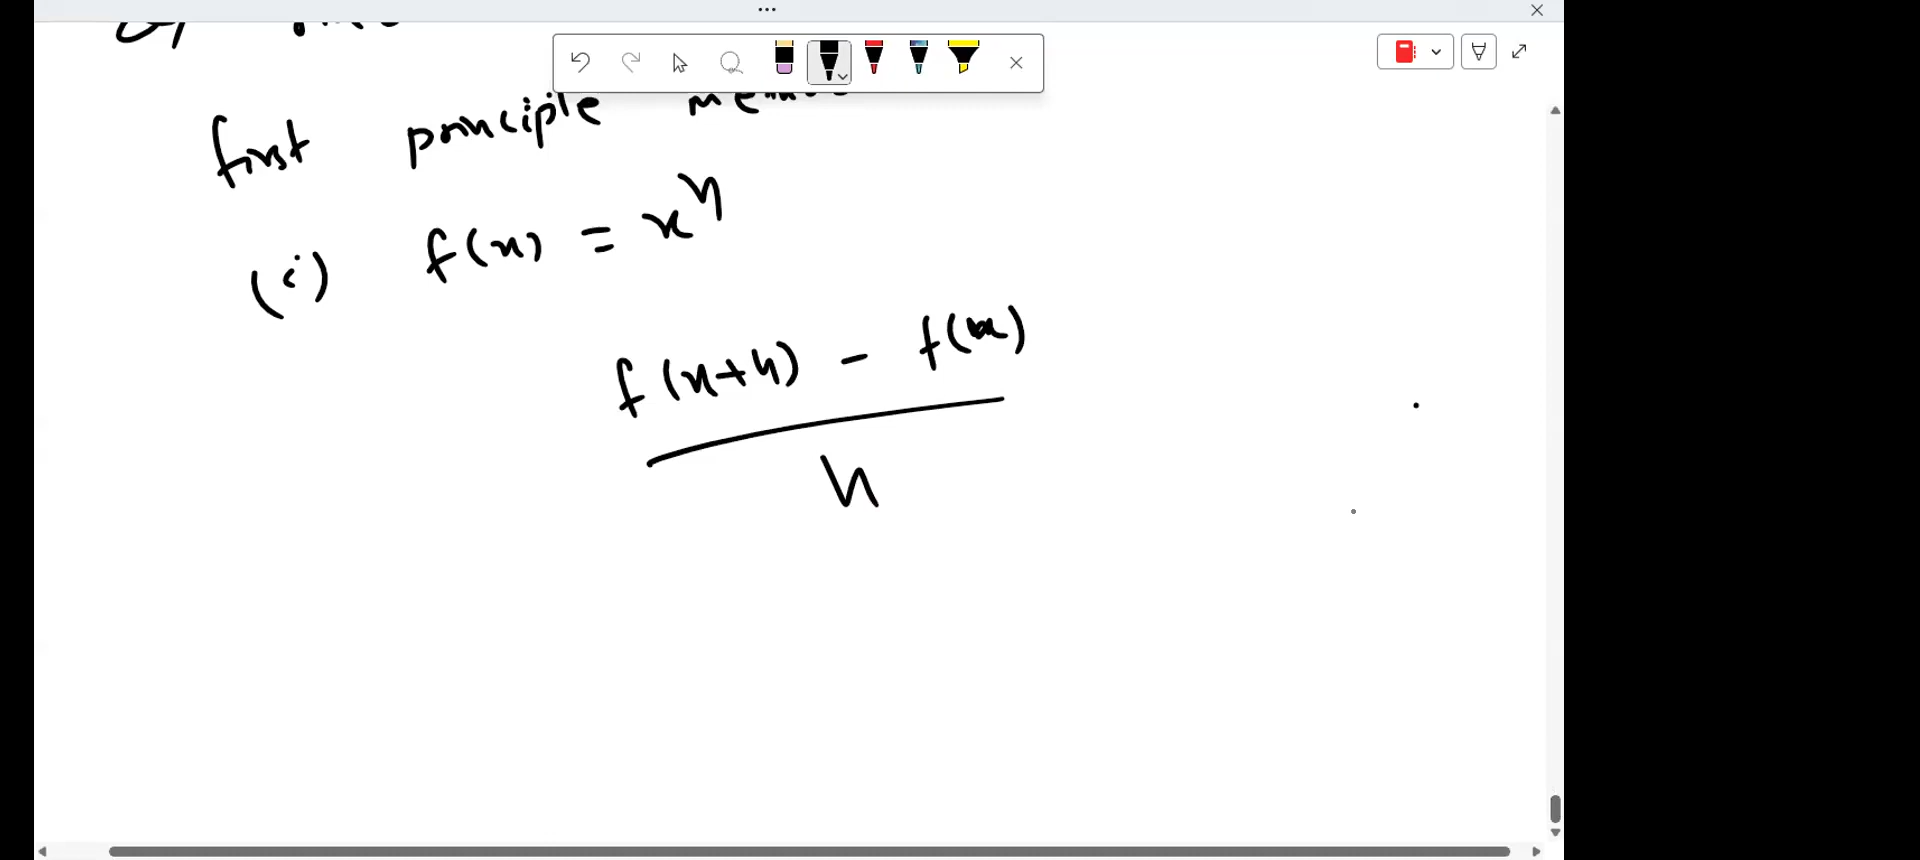 first principle
(i) f(x) = x^n
f(x+h) - f(x)
h